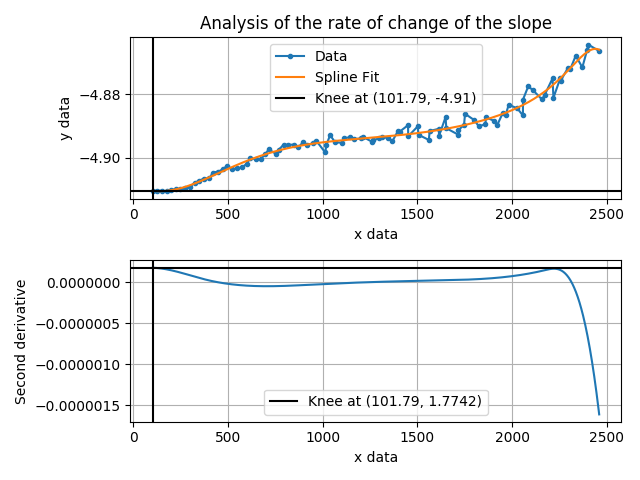 Analysis of the rate of change of the slope
Data
Spline Fit
Knee at (101.79, -4.91)
y data
−4.88
−4.90
0 500 1000 1500 2000 2500
x data
Second derivative
0.0000000
−0.0000005
−0.0000010
−0.0000015
Knee at (101.79, 1.7742)
0 500 1000 1500 2000 2500
x data